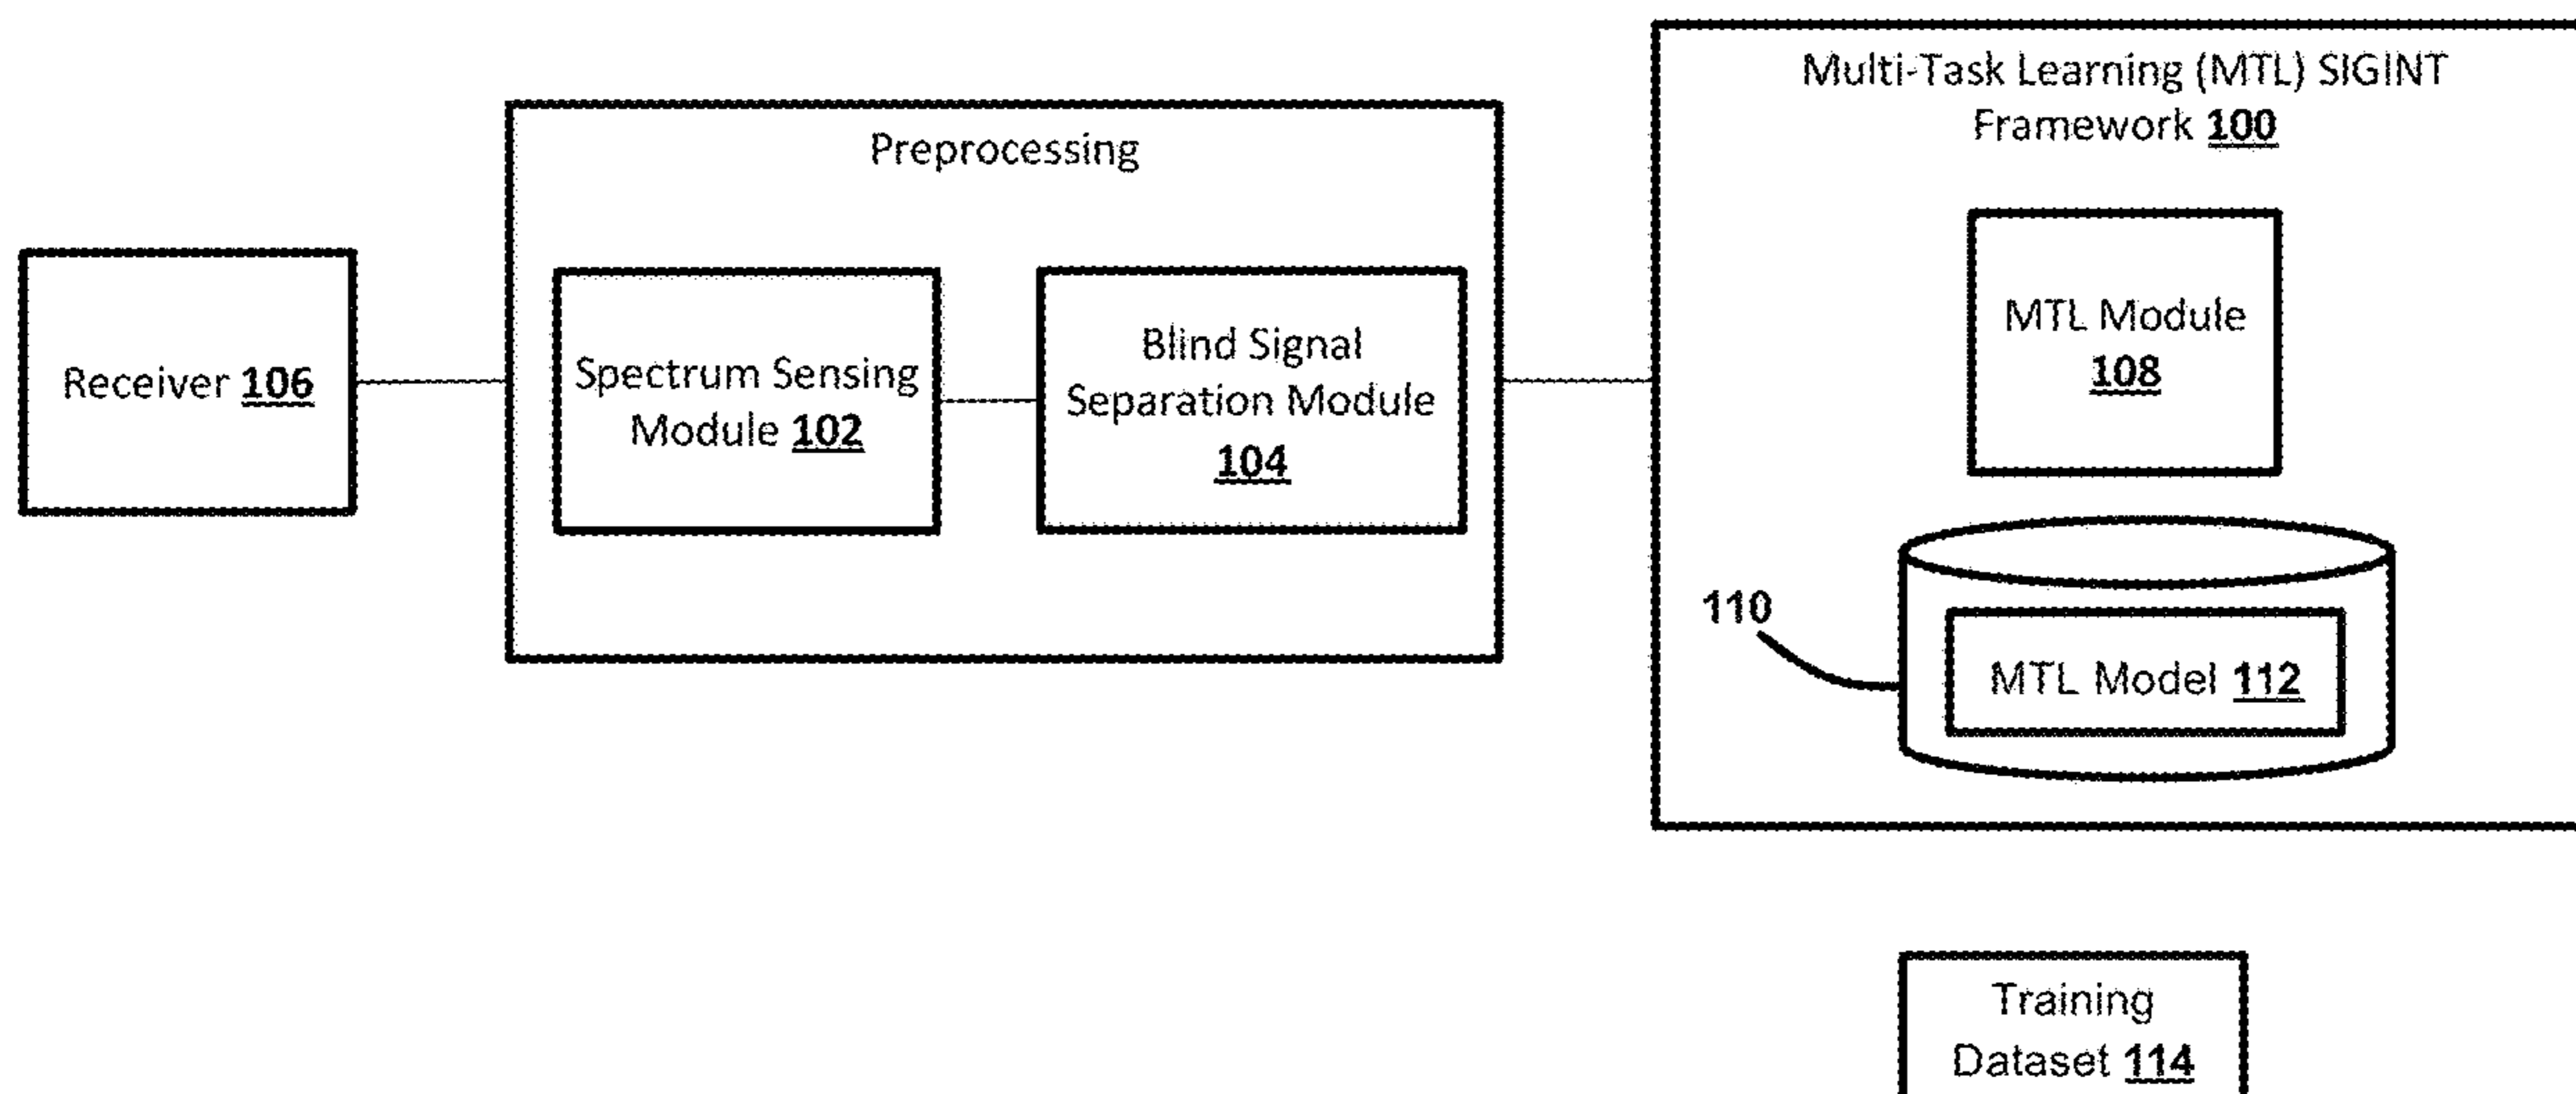 Multi-Task Learning (MTL) SIGINT
Framework 100
Preprocessing
Receiver 106
Spectrum Sensing
Module 102
Blind Signal
Separation Module
104
MTL Module
108
110
MTL Model 112
Training
Dataset 114